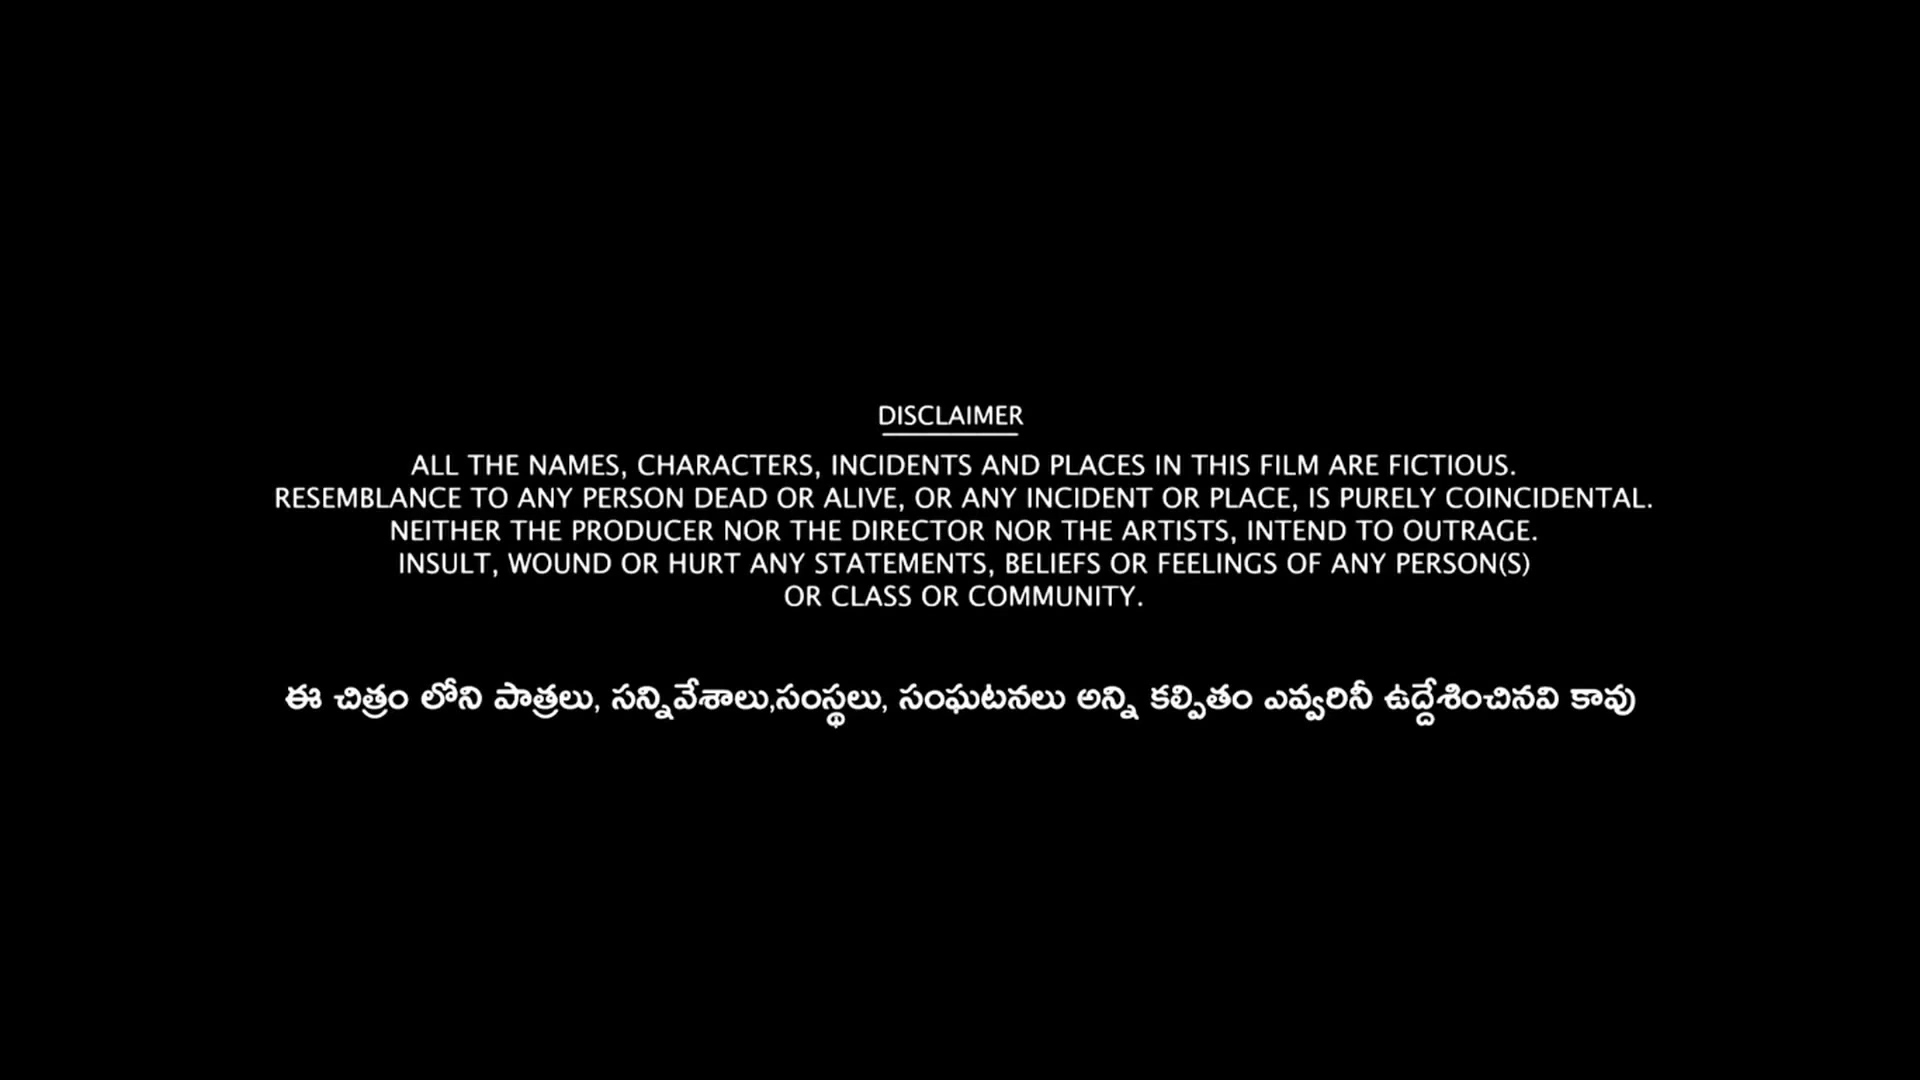 DISCLAIMER
ALL THE NAMES, CHARACTERS, INCIDENTS AND PLACES IN THIS FILM ARE FICTIOUS.
RESEMBLANCE TO ANY PERSON DEAD OR ALIVE, OR ANY INCIDENT OR PLACE, IS PURELY COINCIDENTAL.
NEITHER THE PRODUCER NOR THE DIRECTOR NOR THE ARTISTS, INTEND TO OUTRAGE.
INSULT, WOUND OR HURT ANY STATEMENTS, BELIEFS OR FEELINGS OF ANY PERSON(S)
OR CLASS OR COMMUNITY.
ఈ చిత్రం లోని పాత్రలు, సన్నివేశాలు,సంస్థలు, సంఘటనలు అన్ని కల్పితం ఎవ్వరినీ ఉద్దేశించినవి కావు